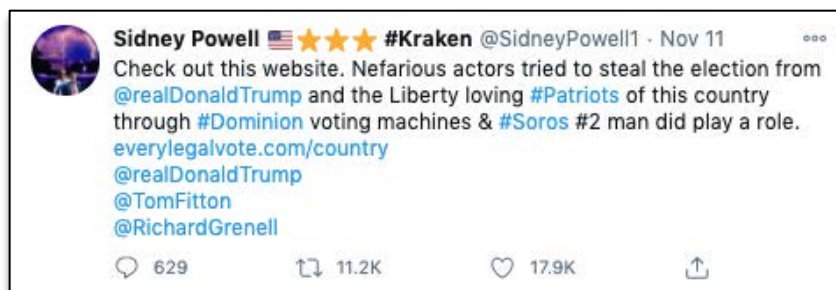 Sidney Powell 🇺🇸⭐⭐⭐ #Kraken @SidneyPowell1 · Nov 11
Check out this website. Nefarious actors tried to steal the election from
@realDonaldTrump and the Liberty loving #Patriots of this country
through #Dominion voting machines & #Soros #2 man did play a role.
everylegalvote.com/country
@realDonaldTrump
@TomFitton
@RichardGrenell
629 11.2K 17.9K